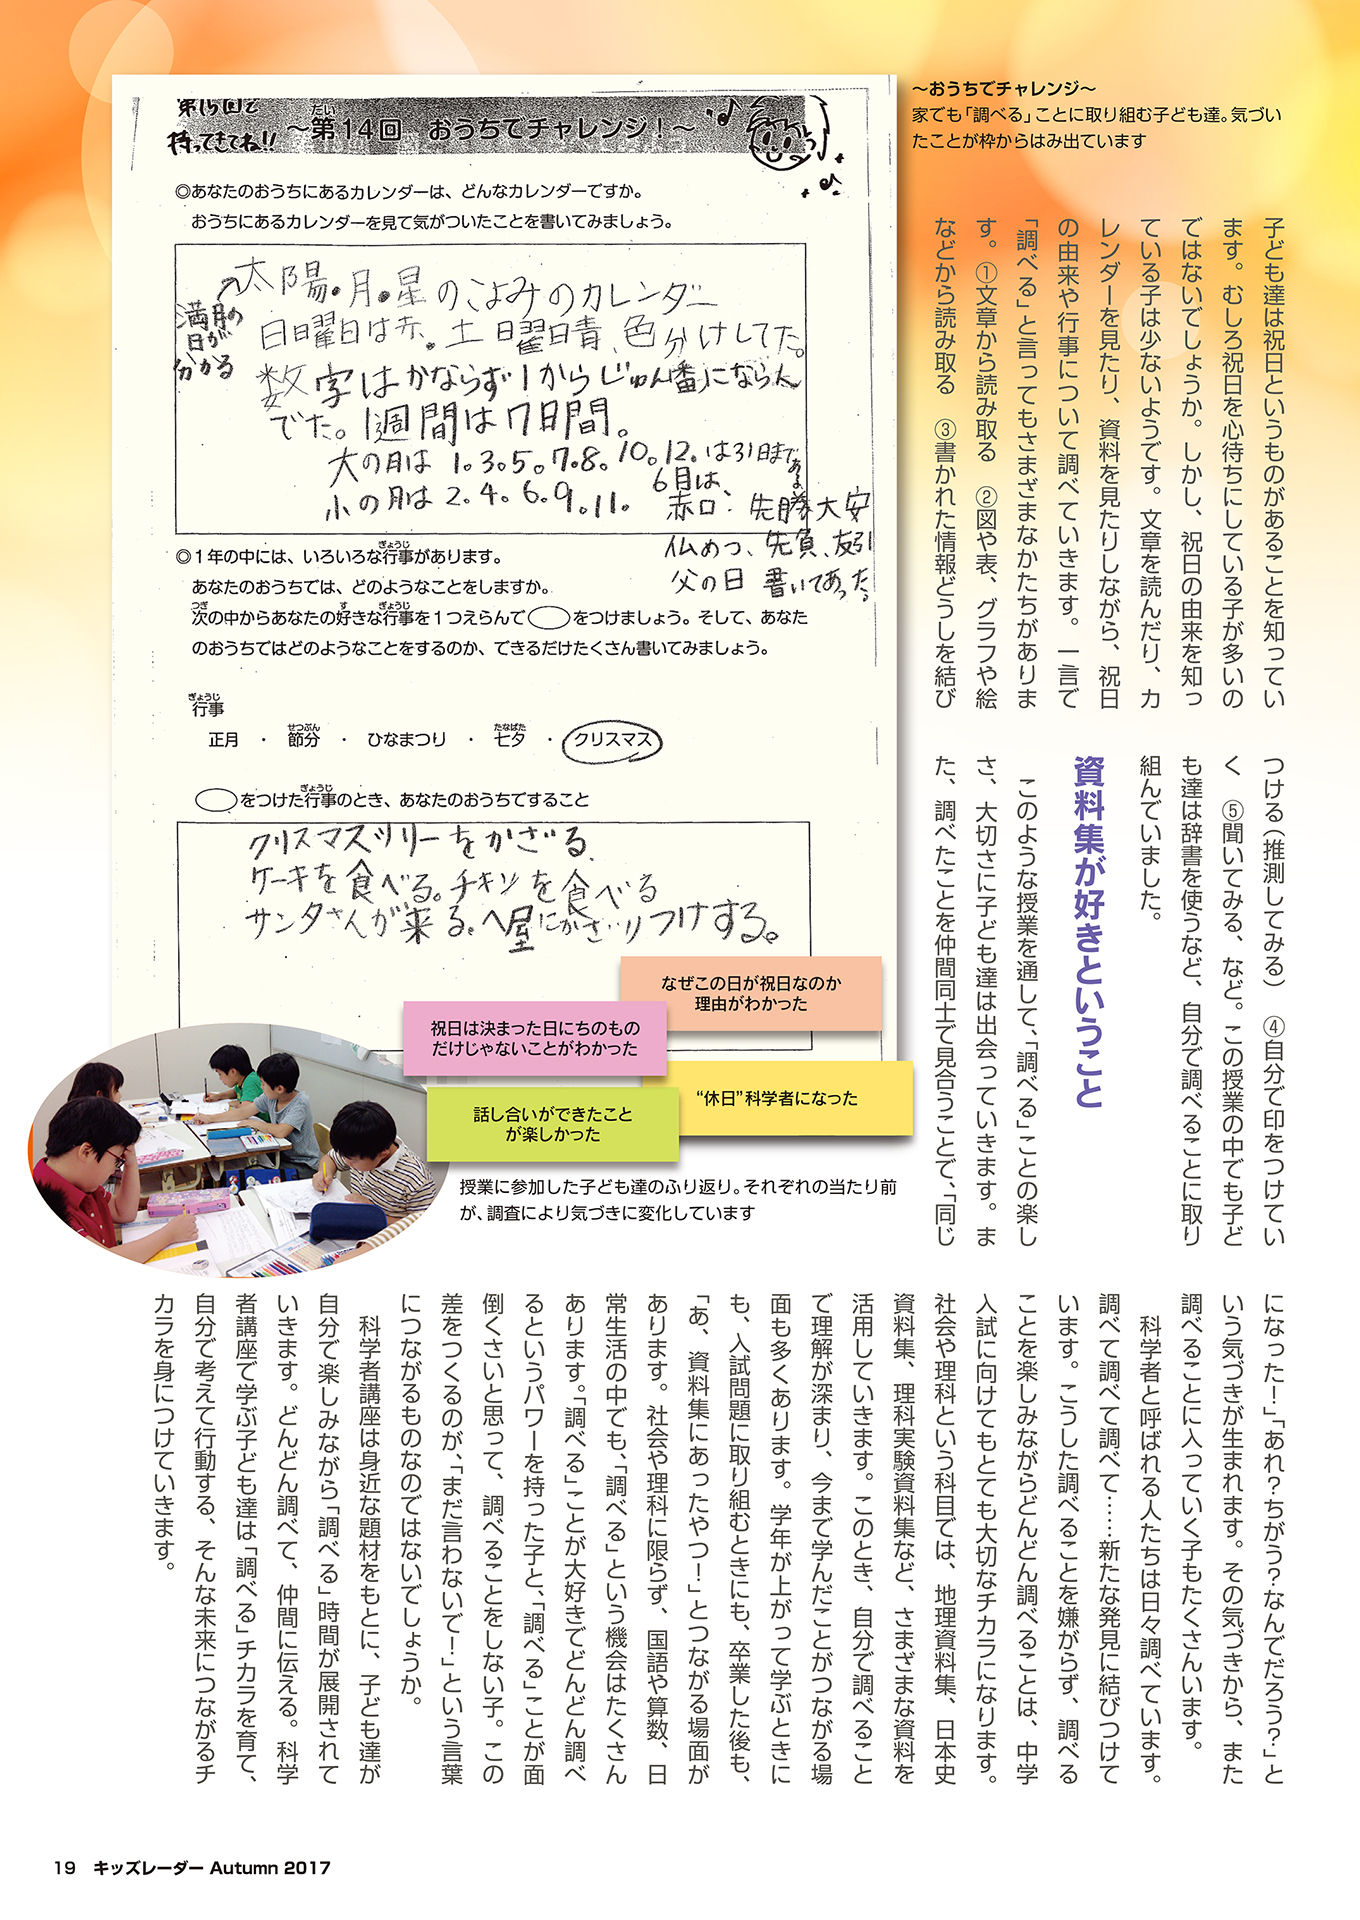 ～おうちでチャレンジ～
家でも「調べる」ことに取り組む子ども達。気づい
たことが枠からはみ出ています
第15回で
持ってきてね!!
～第14回　おうちでチャレンジ！～
たい
◎あなたのおうちにあるカレンダーは、どんなカレンダーですか。
おうちにあるカレンダーを見て気がついたことを書いてみましょう。
太陽・月・星のこよみのカレンダー
満月の
日が
分かる
日曜日は赤。土曜日青、色分けしてた。
数字はかならず1からじゅん番にならん
でた。1週間は7日間。
大の月は 1.3.5.7.8.10.12.は31日まである。
小の月は 2.4.6.9.11.
6月は、
赤口・先勝大安
仏めつ、先負、友引
父の日 書いてあった。
◎１年の中には、いろいろな行事があります。
ぎょうじ
あなたのおうちでは、どのようなことをしますか。
つぎ　す　ぎょうじ
次の中からあなたの好きな行事を１つえらんで◯をつけましょう。そして、あなた
のおうちではどのようなことをするのか、できるだけたくさん書いてみましょう。
ぎょうじ
行事
せつぶん　たなばた
正月　・　節分　・　ひなまつり　・　七夕　・　クリスマス
ぎょうじ
◯をつけた行事のとき、あなたのおうちですること
クリスマスツリーをかざる、
ケーキを食べる。チキンを食べる
サンタさんが来る。へ屋にかざりつけする。
なぜこの日が祝日なのか
理由がわかった
祝日は決まった日にちのもの
だけじゃないことがわかった
“休日”科学者になった
話し合いができたこと
が楽しかった
授業に参加した子ども達のふり返り。それぞれの当たり前
が、調査により気づきに変化しています
子ども達は祝日というものがあることを知ってい
ます。むしろ祝日を心待ちにしている子が多いの
ではないでしょうか。しかし、祝日の由来を知っ
ている子は少ないようです。文章を読んだり、カ
レンダーを見たり、資料を見たりしながら、祝日
の由来や行事について調べていきます。一言で
「調べる」と言ってもさまざまなかたちがありま
す。①文章から読み取る　②図や表、グラフや絵
などから読み取る　③書かれた情報どうしを結び
つける（推測してみる）　④自分で印をつけてい
く　⑤聞いてみる、など。この授業の中でも子ど
も達は辞書を使うなど、自分で調べることに取り
組んでいました。
資料集が好きということ
このような授業を通して、「調べる」ことの楽し
さ、大切さに子ども達は出会っていきます。ま
た、調べたことを仲間同士で見合うことで、「同じ
になった！」「あれ？ちがう？なんでだろう？」と
いう気づきが生まれます。その気づきから、また
調べることに入っていく子もたくさんいます。
科学者と呼ばれる人たちは日々調べています。
調べて調べて調べて……新たな発見に結びつけて
います。こうした調べることを嫌がらず、調べる
ことを楽しみながらどんどん調べることは、中学
入試に向けてもとても大切なチカラになります。
社会や理科という科目では、地理資料集、日本史
資料集、理科実験資料集など、さまざまな資料を
活用していきます。このとき、自分で調べること
で理解が深まり、今まで学んだことがつながる場
面も多くあります。学年が上がって学ぶときに
も、入試問題に取り組むときにも、卒業した後も、
「あ、資料集にあったやつ！」とつながる場面が
あります。社会や理科に限らず、国語や算数、日
常生活の中でも、「調べる」という機会はたくさん
あります。「調べる」ことが大好きでどんどん調べ
るというパワーを持った子と、「調べる」ことが面
倒くさいと思って、調べることをしない子。この
差をつくるのが、「まだ言わないで！」という言葉
につながるものなのではないでしょうか。
科学者講座は身近な題材をもとに、子ども達が
自分で楽しみながら「調べる」時間が展開されて
いきます。どんどん調べて、仲間に伝える。科学
者講座で学ぶ子ども達は「調べる」チカラを育て、
自分で考えて行動する、そんな未来につながるチ
カラを身につけていきます。
19　キッズレーダー Autumn 2017